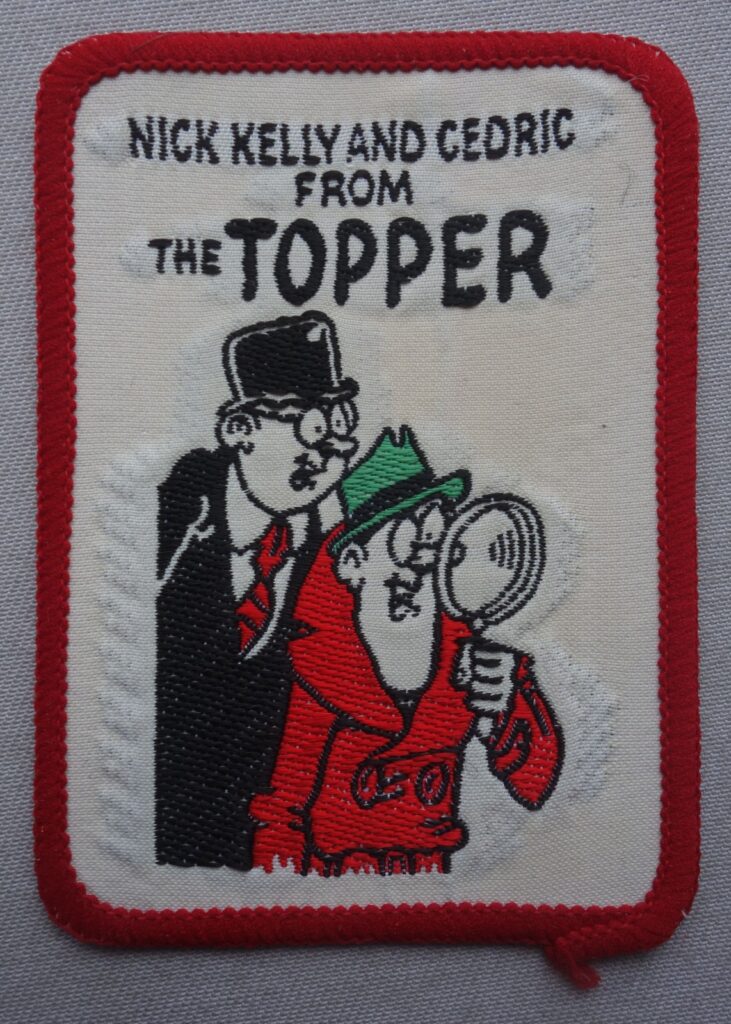 NICK KELLY AND CEDRIC
FROM
THE TOPPER